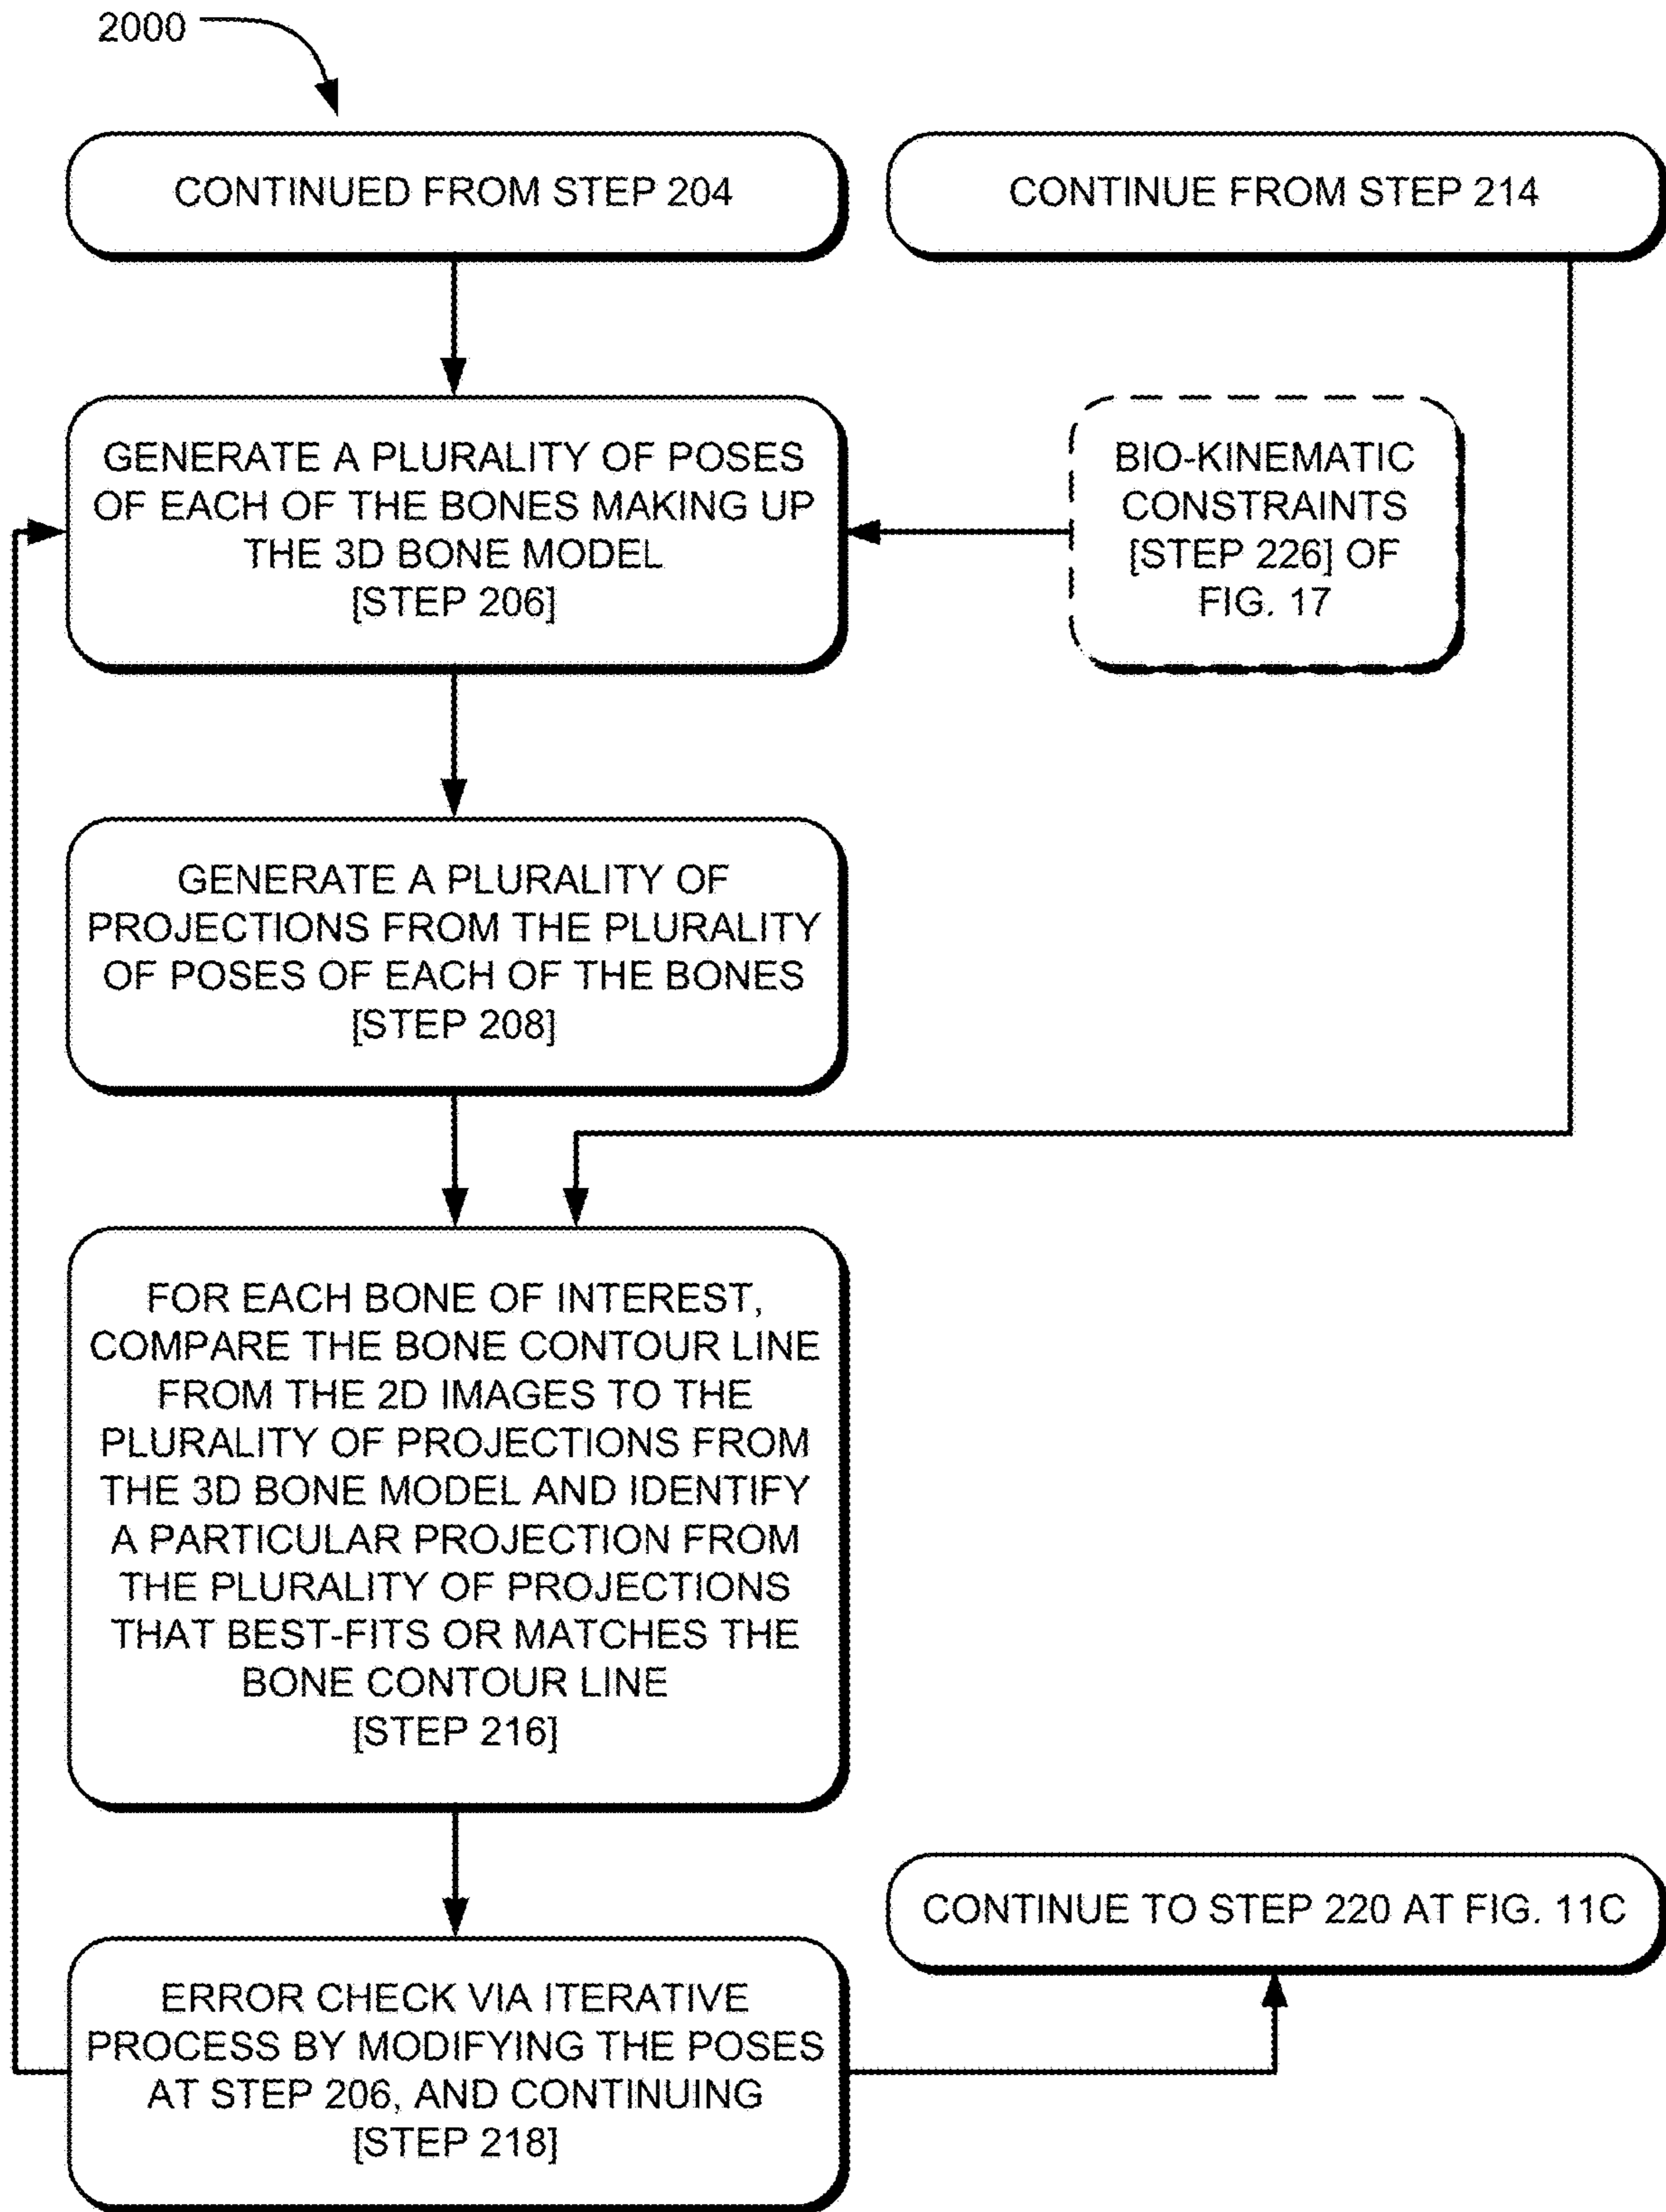 2000
CONTINUED FROM STEP 204
CONTINUE FROM STEP 214
GENERATE A PLURALITY OF POSES
OF EACH OF THE BONES MAKING UP
THE 3D BONE MODEL
[STEP 206]
BIO-KINEMATIC
CONSTRAINTS
[STEP 226] OF
FIG. 17
GENERATE A PLURALITY OF
PROJECTIONS FROM THE PLURALITY
OF POSES OF EACH OF THE BONES
[STEP 208]
FOR EACH BONE OF INTEREST,
COMPARE THE BONE CONTOUR LINE
FROM THE 2D IMAGES TO THE
PLURALITY OF PROJECTIONS FROM
THE 3D BONE MODEL AND IDENTIFY
A PARTICULAR PROJECTION FROM
THE PLURALITY OF PROJECTIONS
THAT BEST-FITS OR MATCHES THE
BONE CONTOUR LINE
[STEP 216]
CONTINUE TO STEP 220 AT FIG. 11C
ERROR CHECK VIA ITERATIVE
PROCESS BY MODIFYING THE POSES
AT STEP 206, AND CONTINUING
[STEP 218]